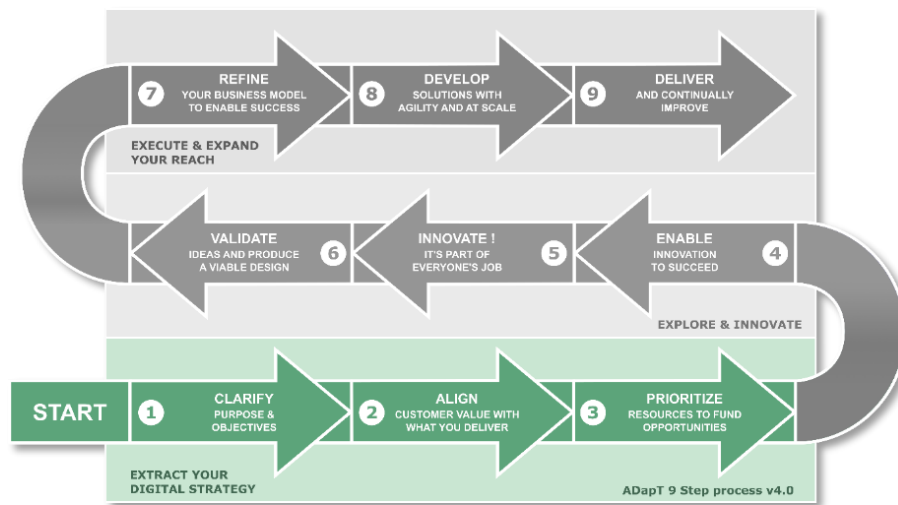 7
REFINE
YOUR BUSINESS MODEL
TO ENABLE SUCCESS
8
DEVELOP
SOLUTIONS WITH
AGILITY AND AT SCALE
9
DELIVER
AND CONTINUALLY
IMPROVE
EXECUTE & EXPAND
YOUR REACH
VALIDATE
IDEAS AND PRODUCE
A VIABLE DESIGN
6
INNOVATE !
IT'S PART OF
EVERYONE'S JOB
5
ENABLE
INNOVATION
TO SUCCEED
4
EXPLORE & INNOVATE
START
1
CLARIFY
PURPOSE &
OBJECTIVES
2
ALIGN
CUSTOMER VALUE WITH
WHAT YOU DELIVER
3
PRIORITIZE
RESOURCES TO FUND
OPPORTUNITIES
EXTRACT YOUR
DIGITAL STRATEGY
ADapT 9 Step process v4.0